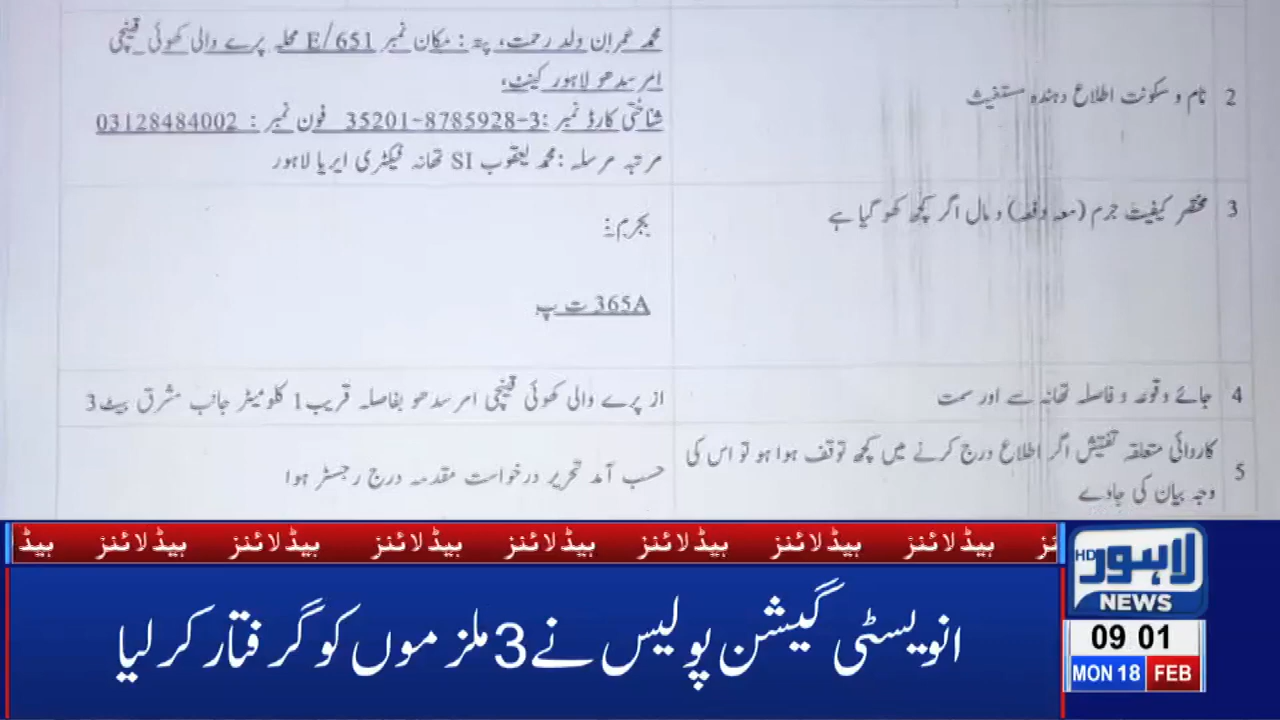 2 نام و سکونت اطلاع دہندہ مستغیث
محمد عمران ولد رحمت، پتہ : مکان نمبر E/651 محلہ پرے والی کھوئی قینچی
امر سدھو لاہور کینٹ،
شناختی کارڈ نمبر :3-8785928-35201 فون نمبر : 03128484002
مرتبہ مرسلہ :محمد یعقوب SI تھانہ فیکٹری ایریا لاہور
3 مختصر کیفیت جرم (معہ دفعہ) و مال اگر کچھ کھو گیا ہے
بجرم:
365A ت پ
4 جائے وقوعہ و فاصلہ تھانہ سے اور سمت
از پرے والی کھوئی قینچی امر سدھو بفاصلہ قریب 1 کلومیٹر جانب مشرق بیٹ 3
5 کاروائی متعلقہ تفتیش اگر اطلاع درج کرنے میں کچھ توقف ہوا ہو تو اس کی
وجہ بیان کی جاوے
حسب آمد تحریر درخواست مقدمہ درج رجسٹر ہوا
ہیڈلائنز ہیڈلائنز ہیڈلائنز ہیڈلائنز ہیڈلائنز ہیڈلائنز ہیڈلائنز
لاہور HD
NEWS
انویسٹی گیشن پولیس نے 3 ملزموں کو گرفتار کر لیا
09 01
MON 18 FEB